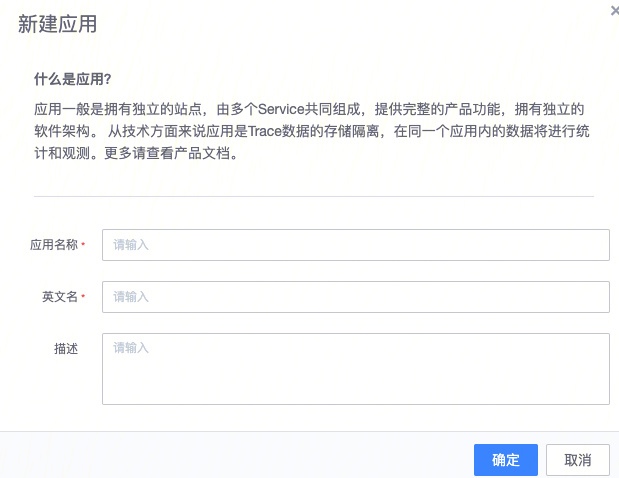 新建应用
什么是应用?
应用一般是拥有独立的站点，由多个Service共同组成，提供完整的产品功能，拥有独立的
软件架构。 从技术方面来说应用是Trace数据的存储隔离，在同一个应用内的数据将进行统
计和观测。更多请查看产品文档。
应用名称 * 请输入
英文名 * 请输入
描述 请输入
确定 取消